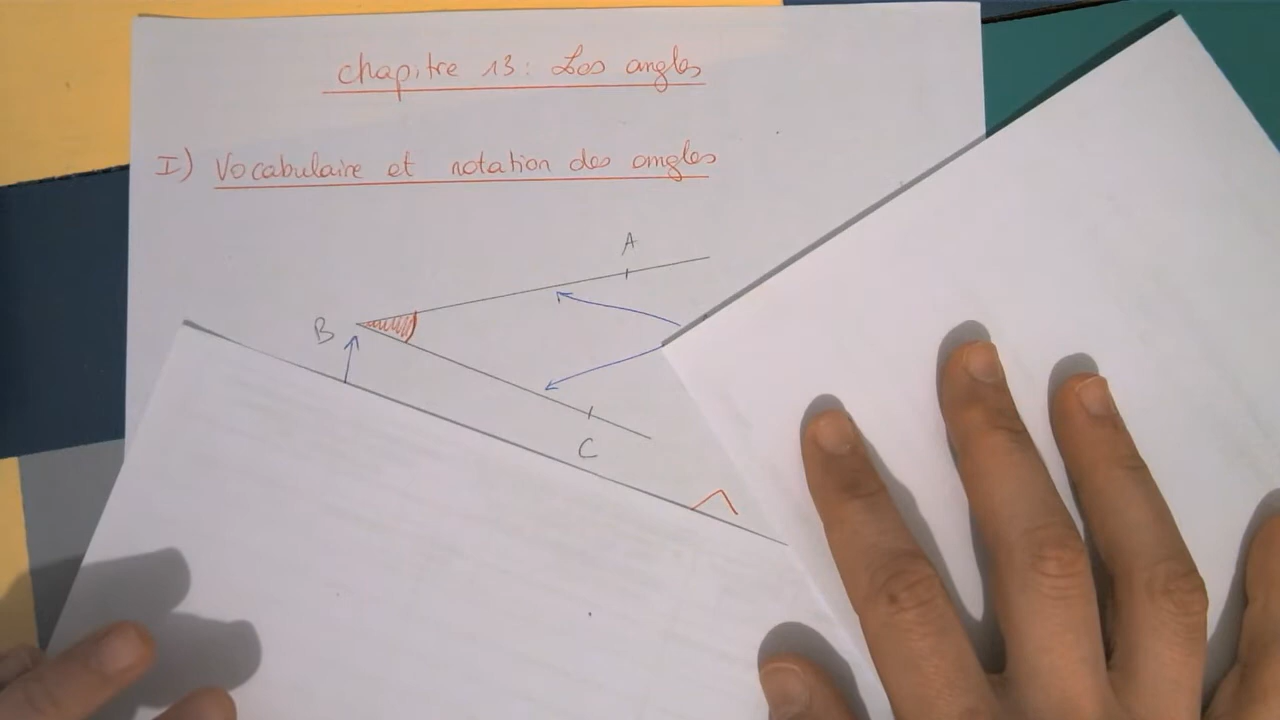 Chapitre 13 : Les angles
I) Vocabulaire et notation des angles
A
B
C